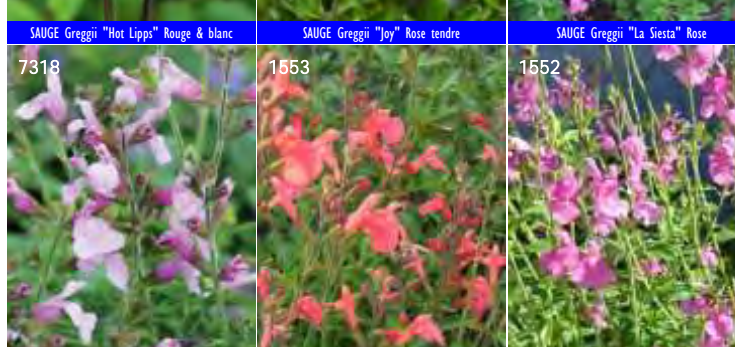 SAUGE Greggii "Hot Lipps" Rouge & blanc
SAUGE Greggii "Joy" Rose tendre
SAUGE Greggii "La Siesta" Rose
7318
1553
1552